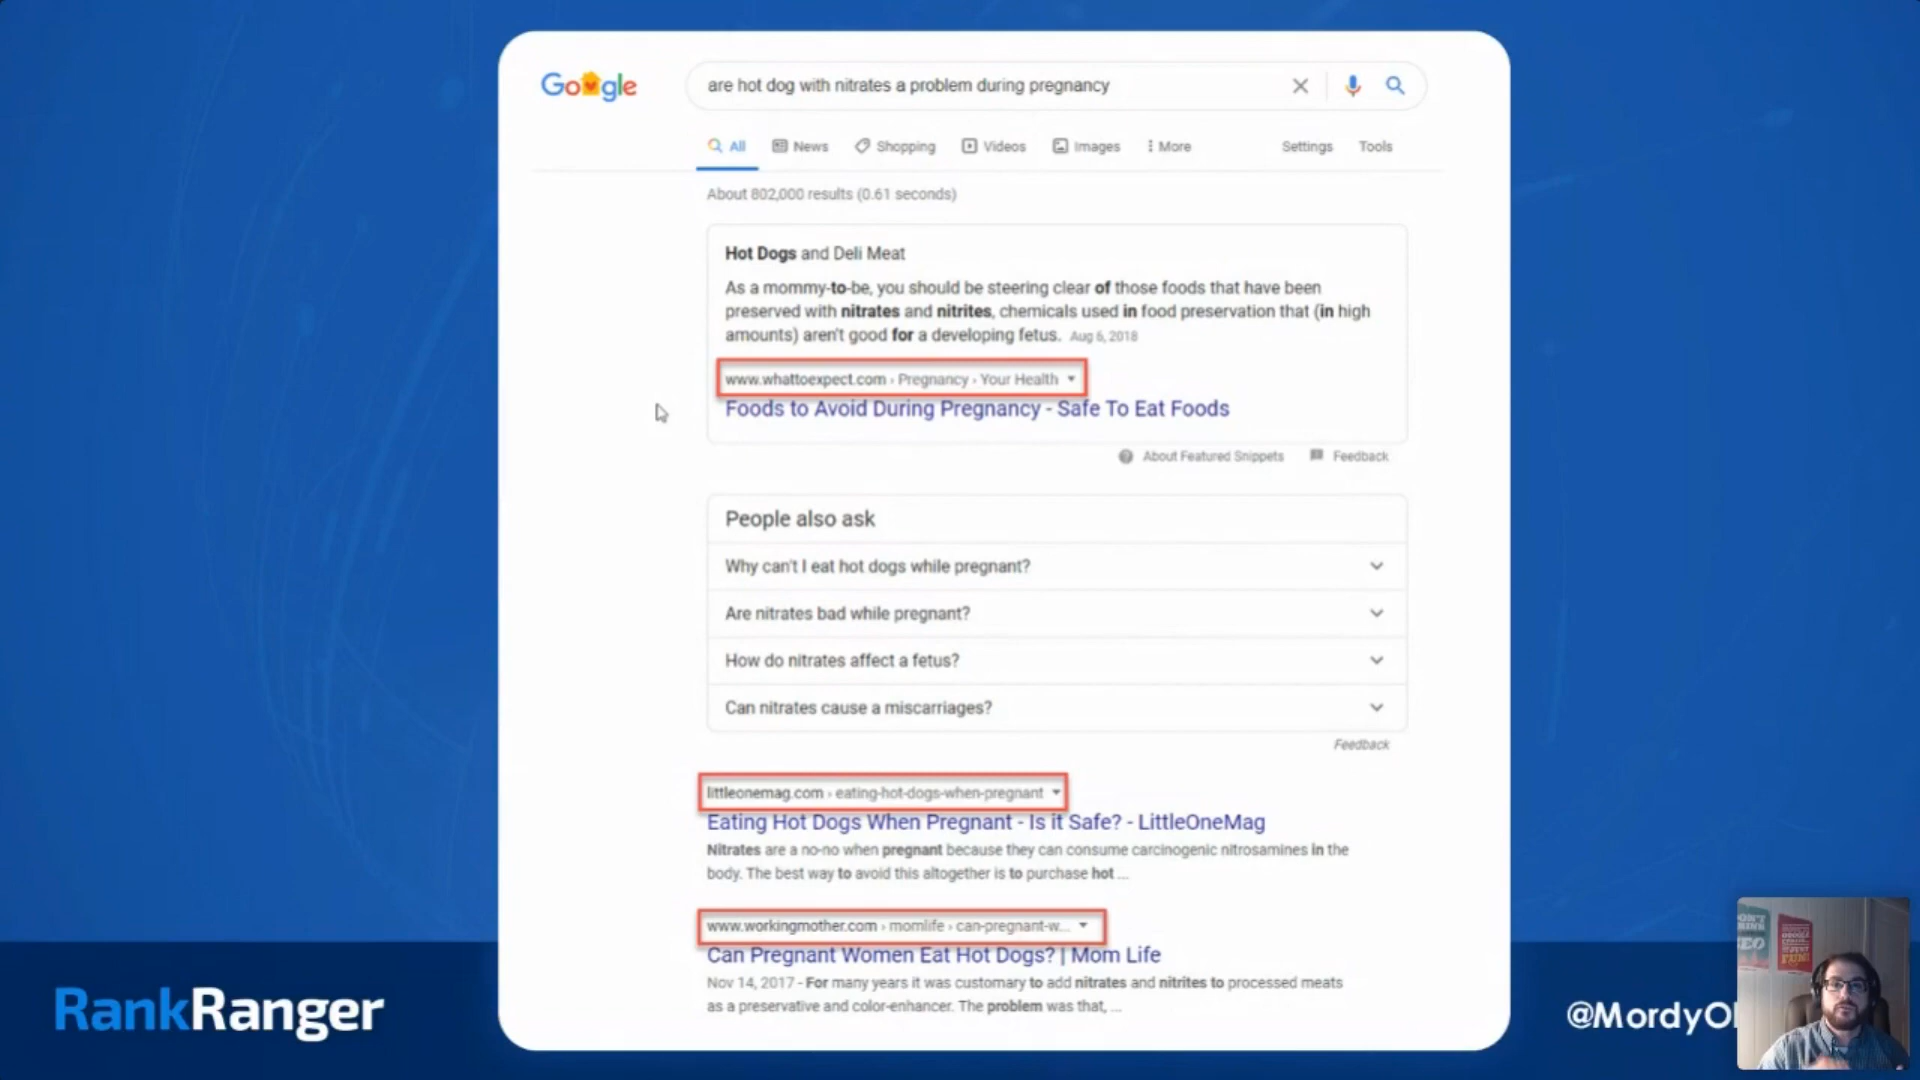 Google
are hot dog with nitrates a problem during pregnancy
All News Shopping Videos Images More Settings Tools
About 802,000 results (0.61 seconds)
Hot Dogs and Deli Meat
As a mommy-to-be, you should be steering clear of those foods that have been
preserved with nitrates and nitrites, chemicals used in food preservation that (in high
amounts) aren't good for a developing fetus. Aug 6, 2018
www.whattoexpect.com › Pregnancy › Your Health
Foods to Avoid During Pregnancy - Safe To Eat Foods
About Featured Snippets Feedback
People also ask
Why can't I eat hot dogs while pregnant?
Are nitrates bad while pregnant?
How do nitrates affect a fetus?
Can nitrates cause a miscarriages?
Feedback
littleonemag.com › eating-hot-dogs-when-pregnant
Eating Hot Dogs When Pregnant - Is it Safe? - LittleOneMag
Nitrates are a no-no when pregnant because they can consume carcinogenic nitrosamines in the
body. The best way to avoid this altogether is to purchase hot ...
www.workingmother.com › momlife › can-pregnant-w...
Can Pregnant Women Eat Hot Dogs? | Mom Life
Nov 14, 2017 - For many years it was customary to add nitrates and nitrites to processed meats
as a preservative and color-enhancer. The problem was that, ...
RankRanger
@MordyO